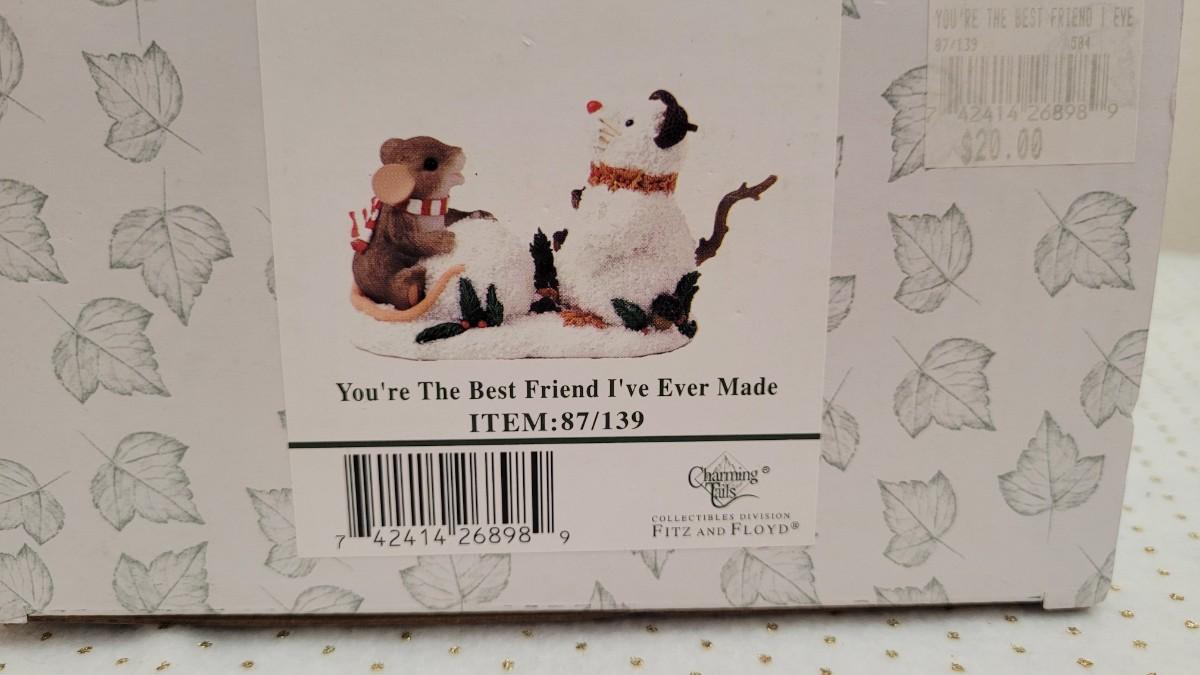 YOU'RE THE BEST FRIEND I EVE
87/139 584
7 42414 26898 9
$20.00
You're The Best Friend I've Ever Made
ITEM:87/139
7 42414 26898 9
Charming
Tails®
COLLECTIBLES DIVISION
FITZ AND FLOYD®